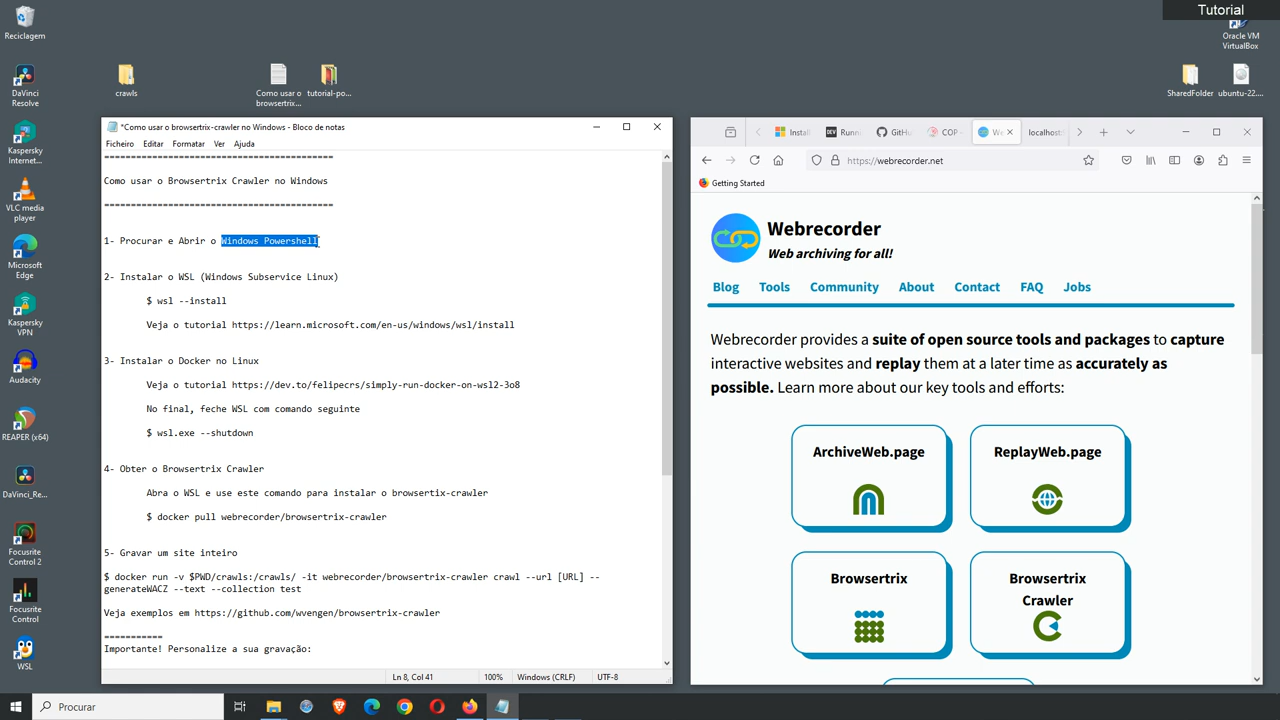 Tutorial
Reciclagem
Oracle VM
VirtualBox
DaVinci
Resolve
crawls
Como usar o
browsertrix...
tutorial-po...
SharedFolder
ubuntu-22....
Kaspersky
Internet...
VLC media
player
Microsoft
Edge
Kaspersky
VPN
Audacity
REAPER (x64)
DaVinci_Re...
Focusrite
Control 2
Focusrite
Control
WSL
*Como usar o browsertrix-crawler no Windows - Bloco de notas
Ficheiro Editar Formatar Ver Ajuda
==========================================
Como usar o Browsertrix Crawler no Windows
==========================================
1- Procurar e Abrir o Windows Powershell
2- Instalar o WSL (Windows Subservice Linux)
$ wsl --install
Veja o tutorial https://learn.microsoft.com/en-us/windows/wsl/install
3- Instalar o Docker no Linux
Veja o tutorial https://dev.to/felipecrs/simply-run-docker-on-wsl2-3o8
No final, feche WSL com comando seguinte
$ wsl.exe --shutdown
4- Obter o Browsertrix Crawler
Abra o WSL e use este comando para instalar o browsertix-crawler
$ docker pull webrecorder/browsertrix-crawler
5- Gravar um site inteiro
$ docker run -v $PWD/crawls:/crawls/ -it webrecorder/browsertrix-crawler crawl --url [URL] --
generateWACZ --text --collection test
Veja exemplos em https://github.com/wvengen/browsertrix-crawler
===========
Importante! Personalize a sua gravação:
Ln 8, Col 41 100% Windows (CRLF) UTF-8
Install DEV Runn GitHu COP - We localhost:
https://webrecorder.net
Getting Started
Webrecorder
Web archiving for all!
Blog Tools Community About Contact FAQ Jobs
Webrecorder provides a suite of open source tools and packages to capture
interactive websites and replay them at a later time as accurately as
possible. Learn more about our key tools and efforts:
ArchiveWeb.page
ReplayWeb.page
Browsertrix
Browsertrix
Crawler
Procurar